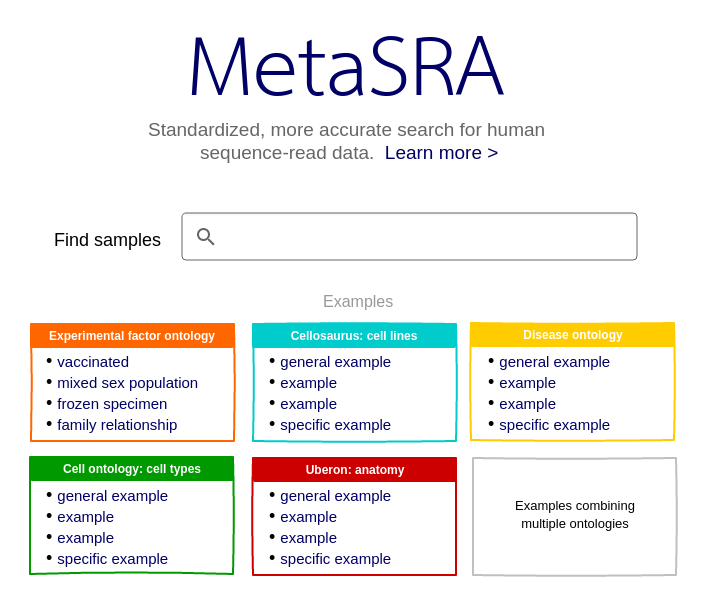 MetaSRA
Standardized, more accurate search for human
sequence-read data. Learn more >
Find samples
Examples
Experimental factor ontology
• vaccinated
• mixed sex population
• frozen specimen
• family relationship
Cellosaurus: cell lines
• general example
• example
• example
• specific example
Disease ontology
• general example
• example
• example
• specific example
Cell ontology: cell types
• general example
• example
• example
• specific example
Uberon: anatomy
• general example
• example
• example
• specific example
Examples combining
multiple ontologies